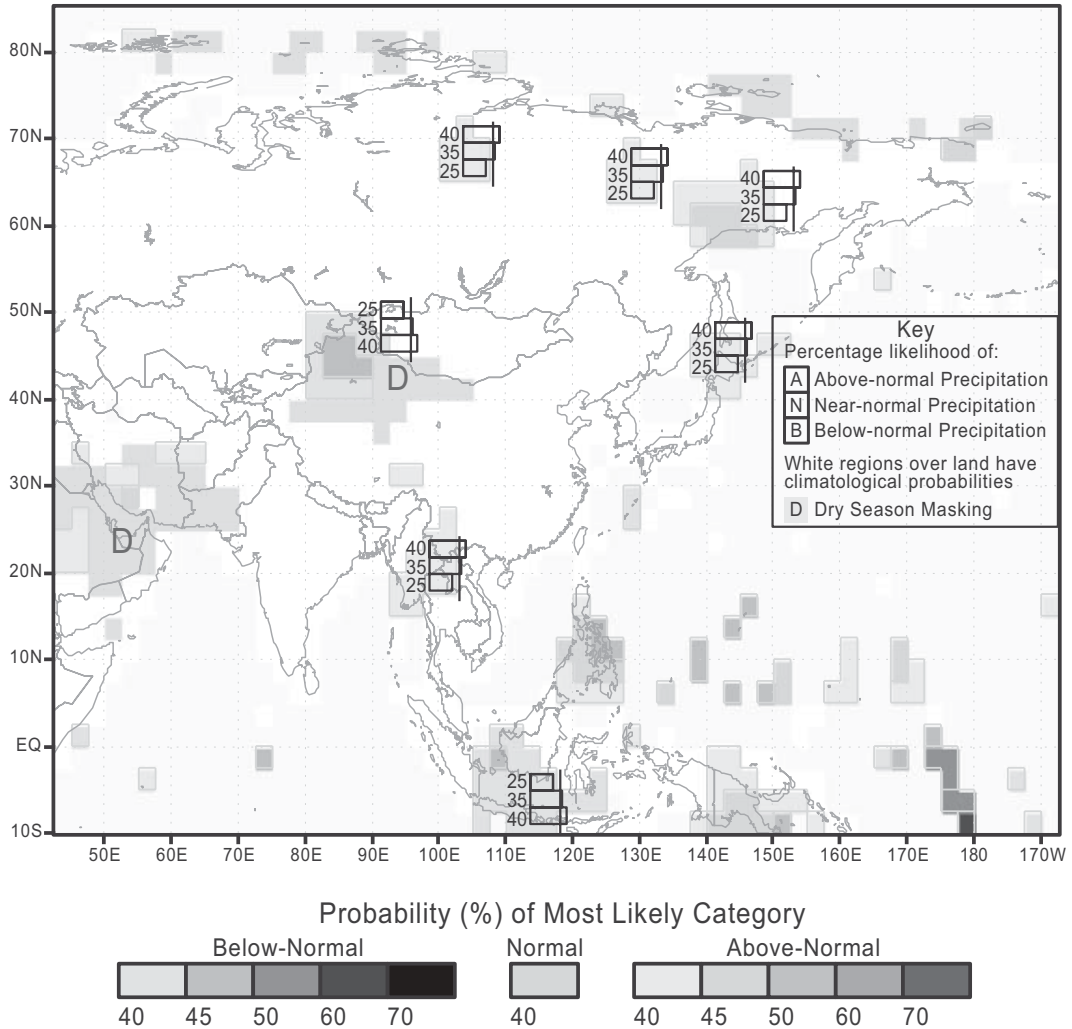 80N
70N
60N
50N
40N
30N
20N
10N
EQ
10S
40
35
25
40
35
25
40
35
25
25
35
40
D
40
35
25
D
40
35
25
25
35
40
Key
Percentage likelihood of:
A Above-normal Precipitation
N Near-normal Precipitation
B Below-normal Precipitation
White regions over land have
climatological probabilities
D Dry Season Masking
50E 60E 70E 80E 90E 100E 110E 120E 130E 140E 150E 160E 170E 180 170W
Probability (%) of Most Likely Category
Below-Normal Normal Above-Normal
40 45 50 60 70 40 40 45 50 60 70